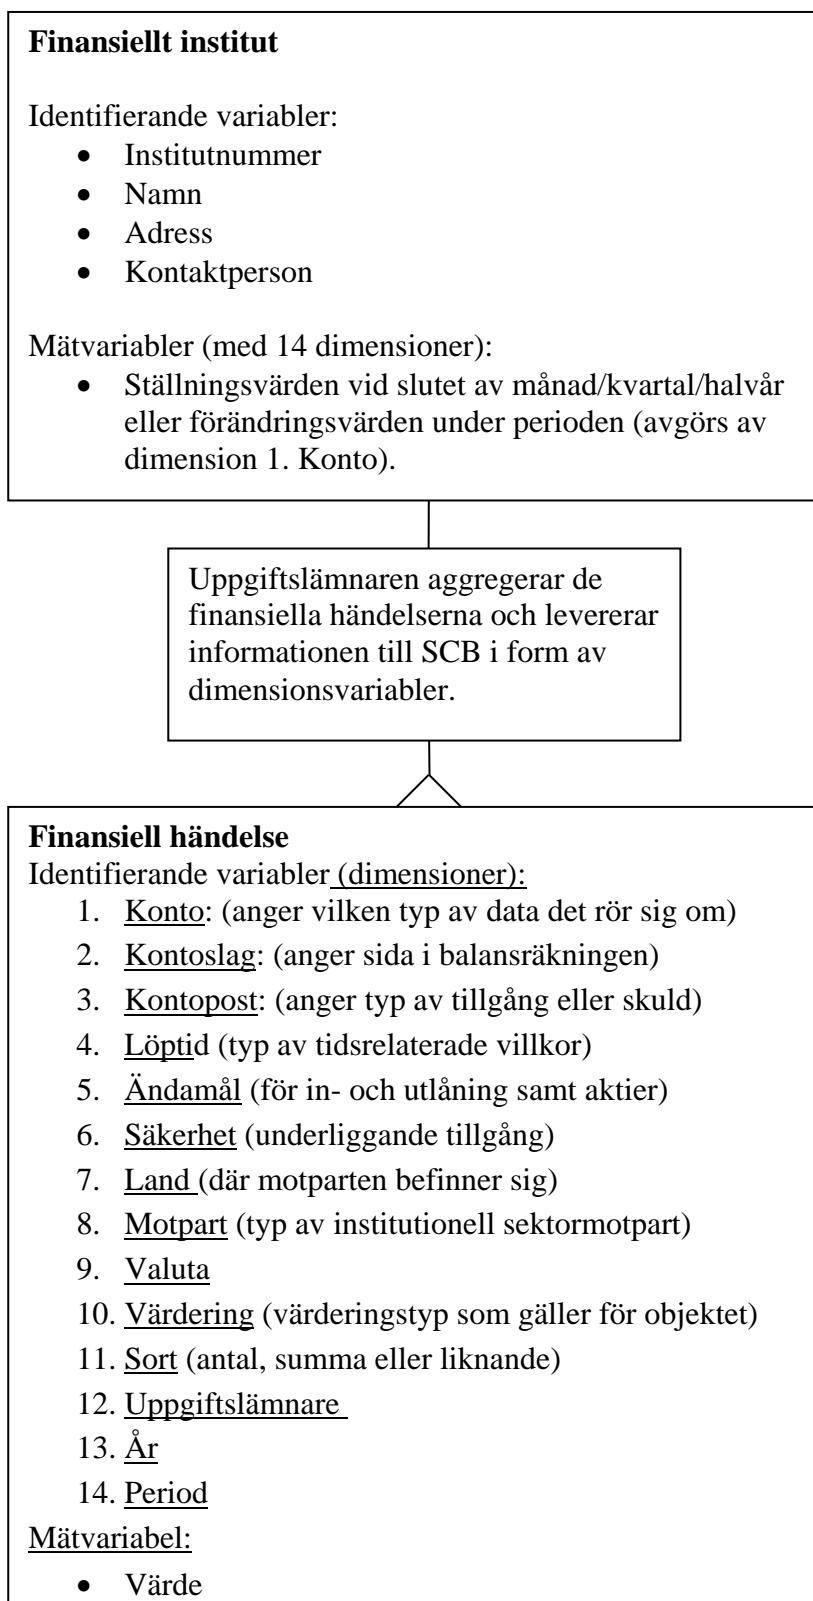 Finansiellt institut
Identifierande variabler:
• Institutnummer
• Namn
• Adress
• Kontaktperson
Mätvariabler (med 14 dimensioner):
• Ställningsvärden vid slutet av månad/kvartal/halvår
eller förändringsvärden under perioden (avgörs av
dimension 1. Konto).
Uppgiftslämnaren aggregerar de
finansiella händelserna och levererar
informationen till SCB i form av
dimensionsvariabler.
Finansiell händelse
Identifierande variabler (dimensioner):
1. Konto: (anger vilken typ av data det rör sig om)
2. Kontoslag: (anger sida i balansräkningen)
3. Kontopost: (anger typ av tillgång eller skuld)
4. Löptid (typ av tidsrelaterade villkor)
5. Ändamål (för in- och utlåning samt aktier)
6. Säkerhet (underliggande tillgång)
7. Land (där motparten befinner sig)
8. Motpart (typ av institutionell sektormotpart)
9. Valuta
10. Värdering (värderingstyp som gäller för objektet)
11. Sort (antal, summa eller liknande)
12. Uppgiftslämnare
13. År
14. Period
Mätvariabel:
• Värde